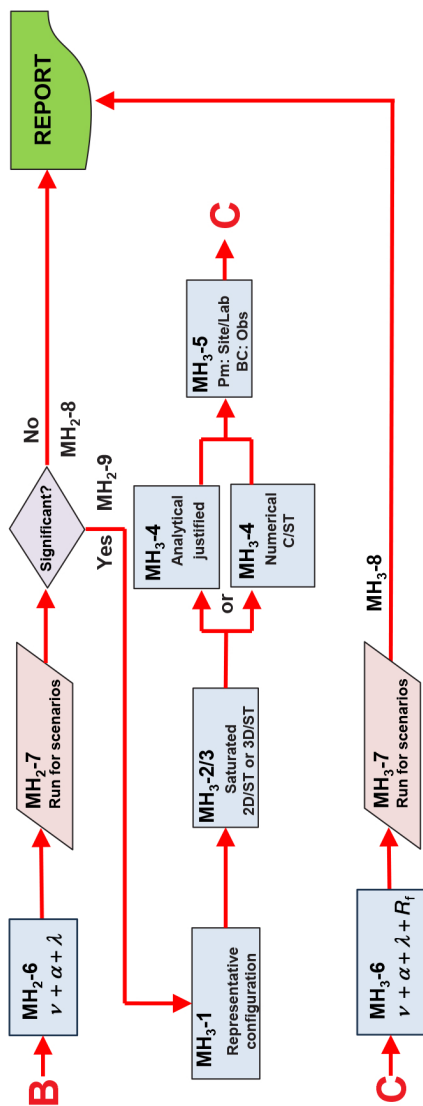 B
MH₂-6
ν + α + λ
MH₂-7
Run for scenarios
Significant?
No
MH₂-8
REPORT
Yes
MH₂-9
MH₃-1
Representative
configuration
MH₃-2/3
Saturated
2D/ST or 3D/ST
MH₃-4
Analytical
justified
or
MH₃-4
Numerical
C/ST
MH₃-5
Pm: Site/Lab
BC: Obs
C
C
MH₃-6
ν + α + λ + R_f
MH₃-7
Run for scenarios
MH₃-8